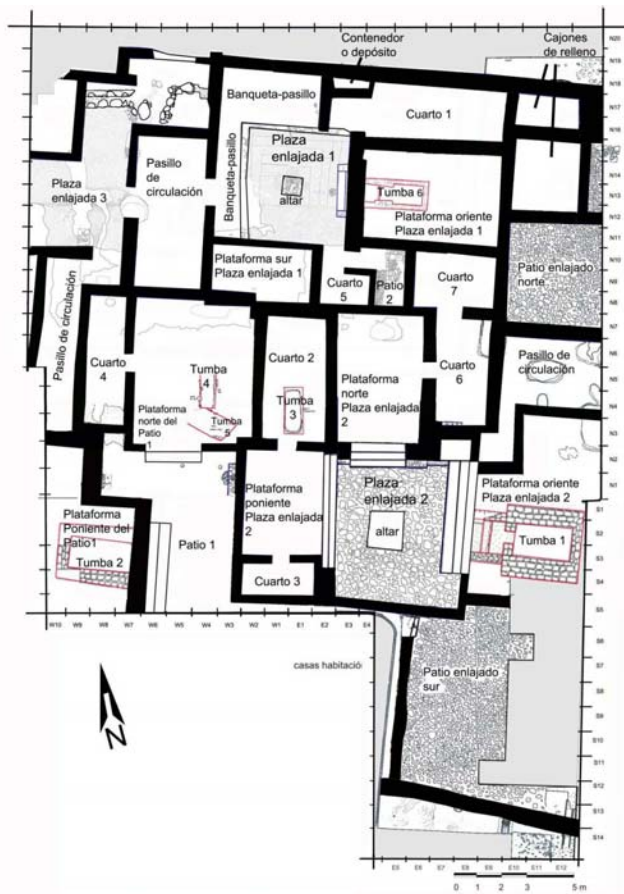 Contenedor
o depósito
Cajones
de relleno
N20
N19
N18
N17
N16
N15
N14
N13
N12
N11
N10
N9
N8
N7
N6
N5
N4
N3
N2
N1
S1
S2
S3
S4
S5
S6
S7
S8
S9
S10
S11
S12
S13
S14
Banqueta-pasillo
Cuarto 1
Banqueta-pasillo
Plaza
enlajada 1
altar
Pasillo
de
circulación
Plaza
enlajada 3
Tumba 6
Plataforma oriente
Plaza enlajada 1
Plataforma sur
Plaza enlajada 1
Cuarto
5
Patio
2
Cuarto
7
Patio enlajado
norte
Pasillo de circulación
Cuarto
4
Tumba
4
Tumba
5
Plataforma
norte del
Patio
1
Cuarto 2
Tumba
3
Plataforma
norte
Plaza enlajada
2
Cuarto
6
Pasillo de
circulación
Plataforma
Poniente del
Patio1
Tumba 2
Patio 1
Plataforma
poniente
Plaza enlajada
2
Cuarto 3
Plaza
enlajada 2
altar
Plataforma oriente
Plaza enlajada 2
Tumba 1
W10 W9 W8 W7 W6 W5 W4 W3 W2 W1 E1 E2 E3 E4
casas habitació
Patio enlajado
sur
N
E5 E6 E7 E8 E9 E10 E11 E12
0 1 2 3 5 m